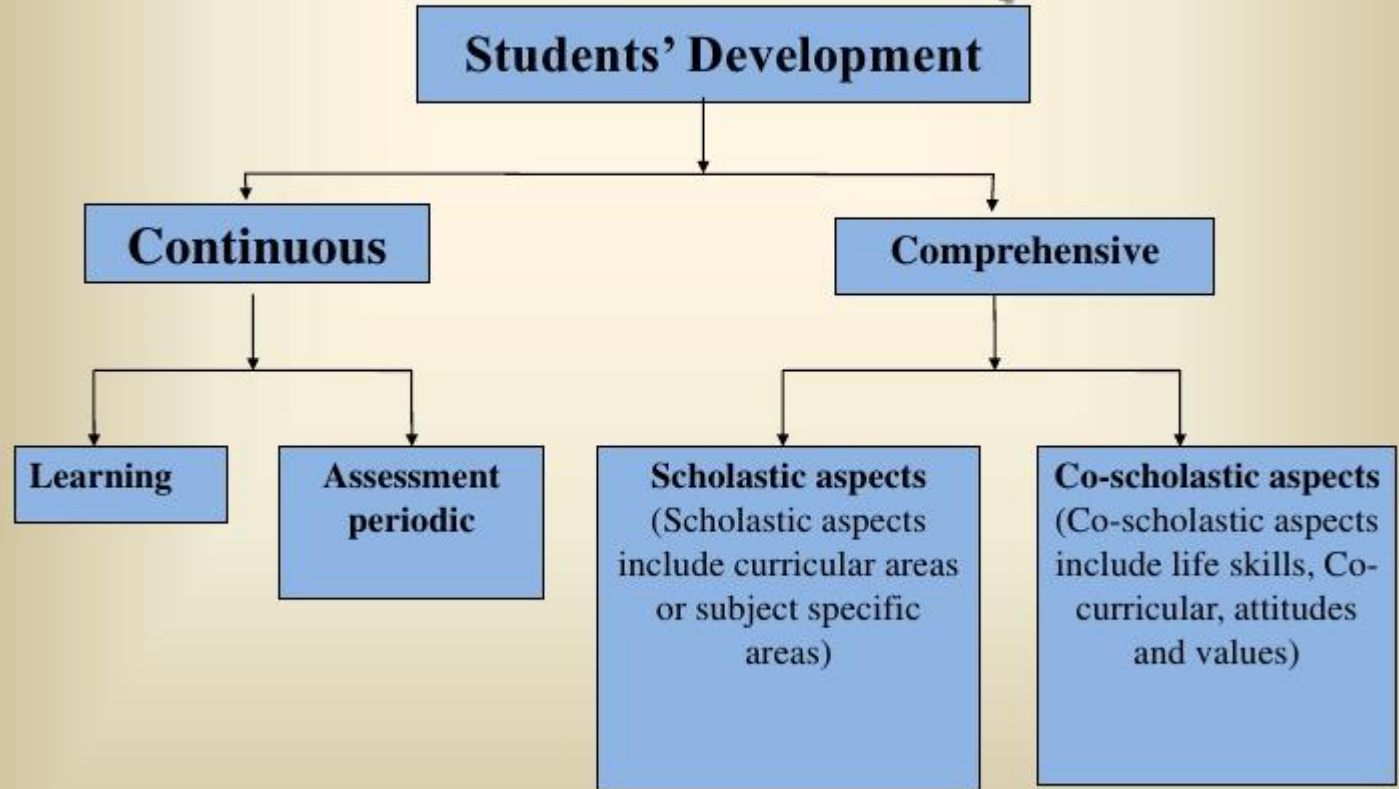 Students' Development
Continuous
Comprehensive
Learning
Assessment
periodic
Scholastic aspects
(Scholastic aspects
include curricular areas
or subject specific
areas)
Co-scholastic aspects
(Co-scholastic aspects
include life skills, Co-
curricular, attitudes
and values)